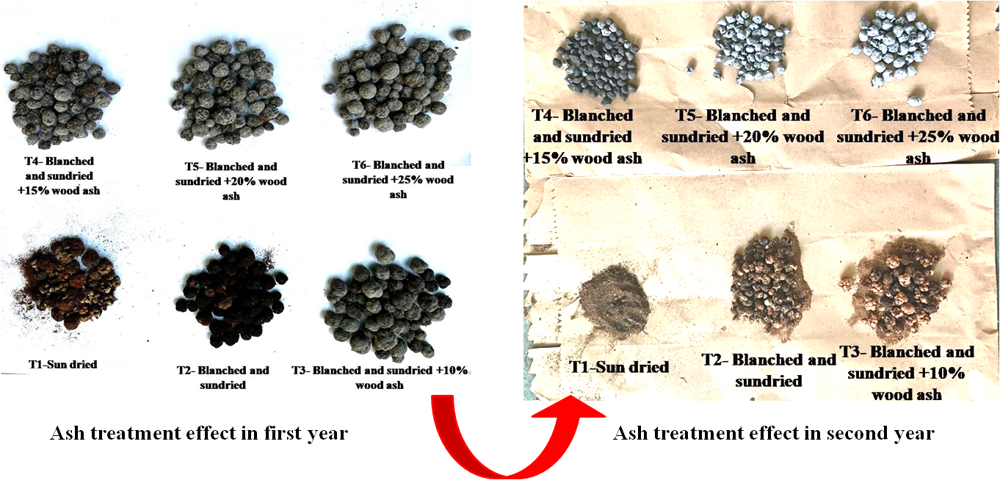 T4- Blanched
and sundried
+15% wood ash
T5- Blanched and
sundried +20% wood
ash
T6- Blanched and
sundried +25% wood
ash
T1-Sun dried
T2- Blanched and
sundried
T3- Blanched and sundried +10%
wood ash
Ash treatment effect in first year
T4- Blanched
and sundried
+15% wood ash
T5- Blanched and
sundried +20% wood
ash
T6- Blanched and
sundried +25% wood
ash
T1-Sun dried
T2- Blanched and
sundried
T3- Blanched and
sundried +10%
wood ash
Ash treatment effect in second year